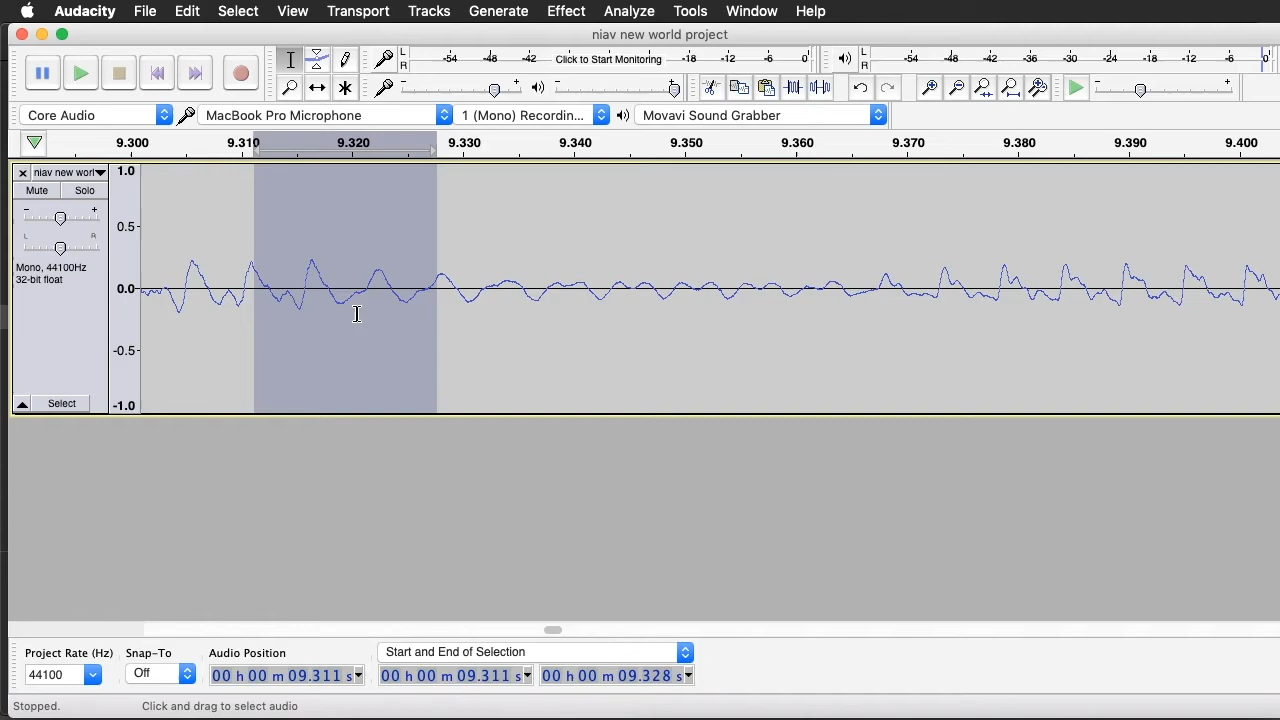 Audacity File Edit Select View Transport Tracks Generate Effect Analyze Tools Window Help
niav new world project
L R -54 -48 -42 Click to Start Monitoring -18 -12 -6 0 L R -54 -48 -42 -36 -30 -24 -18 -12 -6 0
- + - + - +
Core Audio MacBook Pro Microphone 1 (Mono) Recordin... Movavi Sound Grabber
9.300 9.310 9.320 9.330 9.340 9.350 9.360 9.370 9.380 9.390 9.400
niav new worl 1.0
Mute Solo
- + 0.5
L R
Mono, 44100Hz
32-bit float
0.0
-0.5
Select -1.0
Project Rate (Hz) Snap-To Audio Position Start and End of Selection
44100 Off 00 h 00 m 09.311 s 00 h 00 m 09.311 s 00 h 00 m 09.328 s
Stopped. Click and drag to select audio